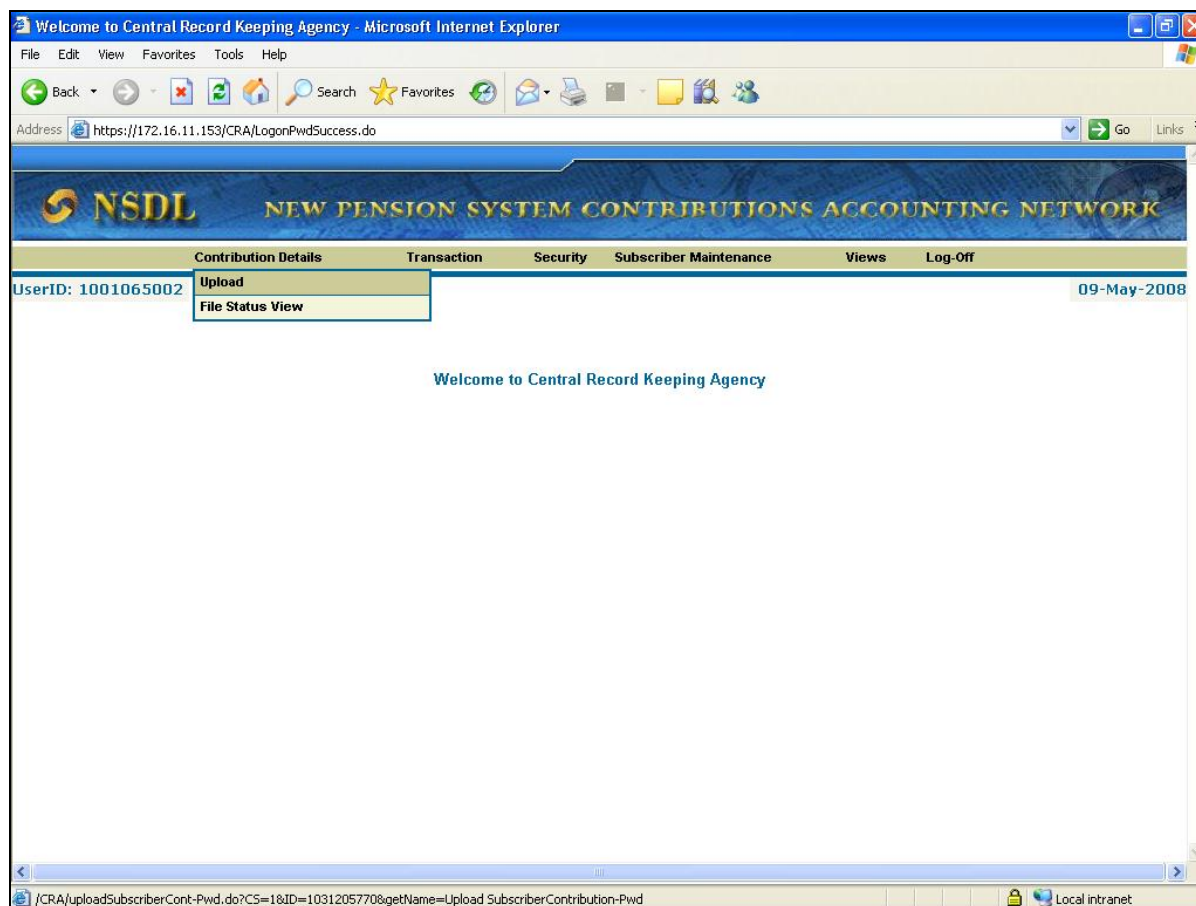 Welcome to Central Record Keeping Agency - Microsoft Internet Explorer
File Edit View Favorites Tools Help
Back Search Favorites
Address https://172.16.11.153/CRA/LogonPwdSuccess.do Go Links
NSDL NEW PENSION SYSTEM CONTRIBUTIONS ACCOUNTING NETWORK
Contribution Details Transaction Security Subscriber Maintenance Views Log-Off
UserID: 1001065002 Upload 09-May-2008
File Status View
Welcome to Central Record Keeping Agency
/CRA/uploadSubscriberCont-Pwd.do?CS=1&ID=1031205770&getName=Upload SubscriberContribution-Pwd Local intranet